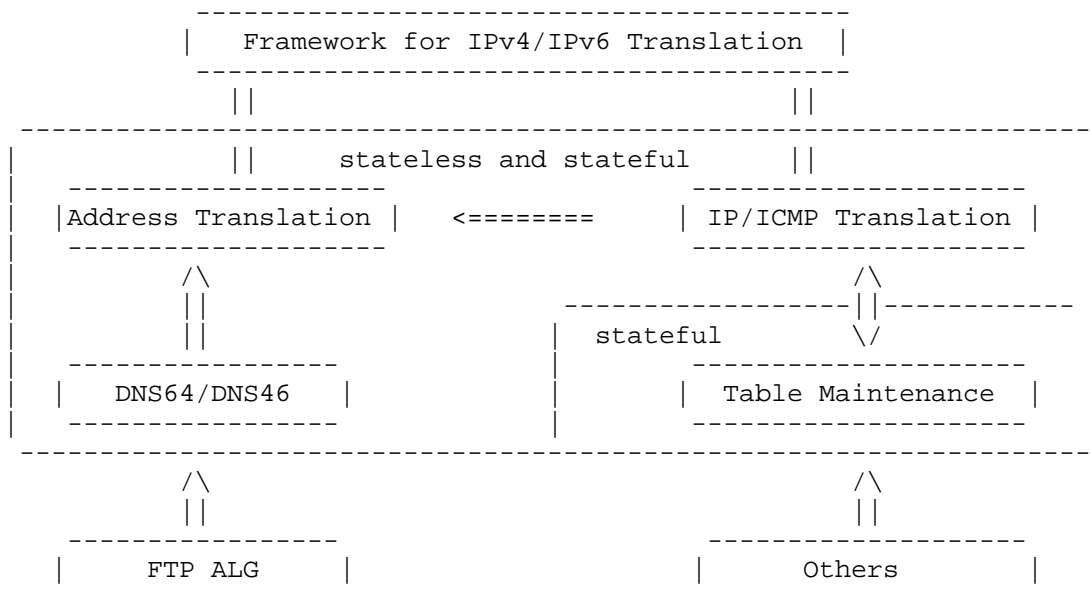 Framework for IPv4/IPv6 Translation
stateless and stateful
Address Translation <======== IP/ICMP Translation
stateful
DNS64/DNS46 Table Maintenance
FTP ALG Others